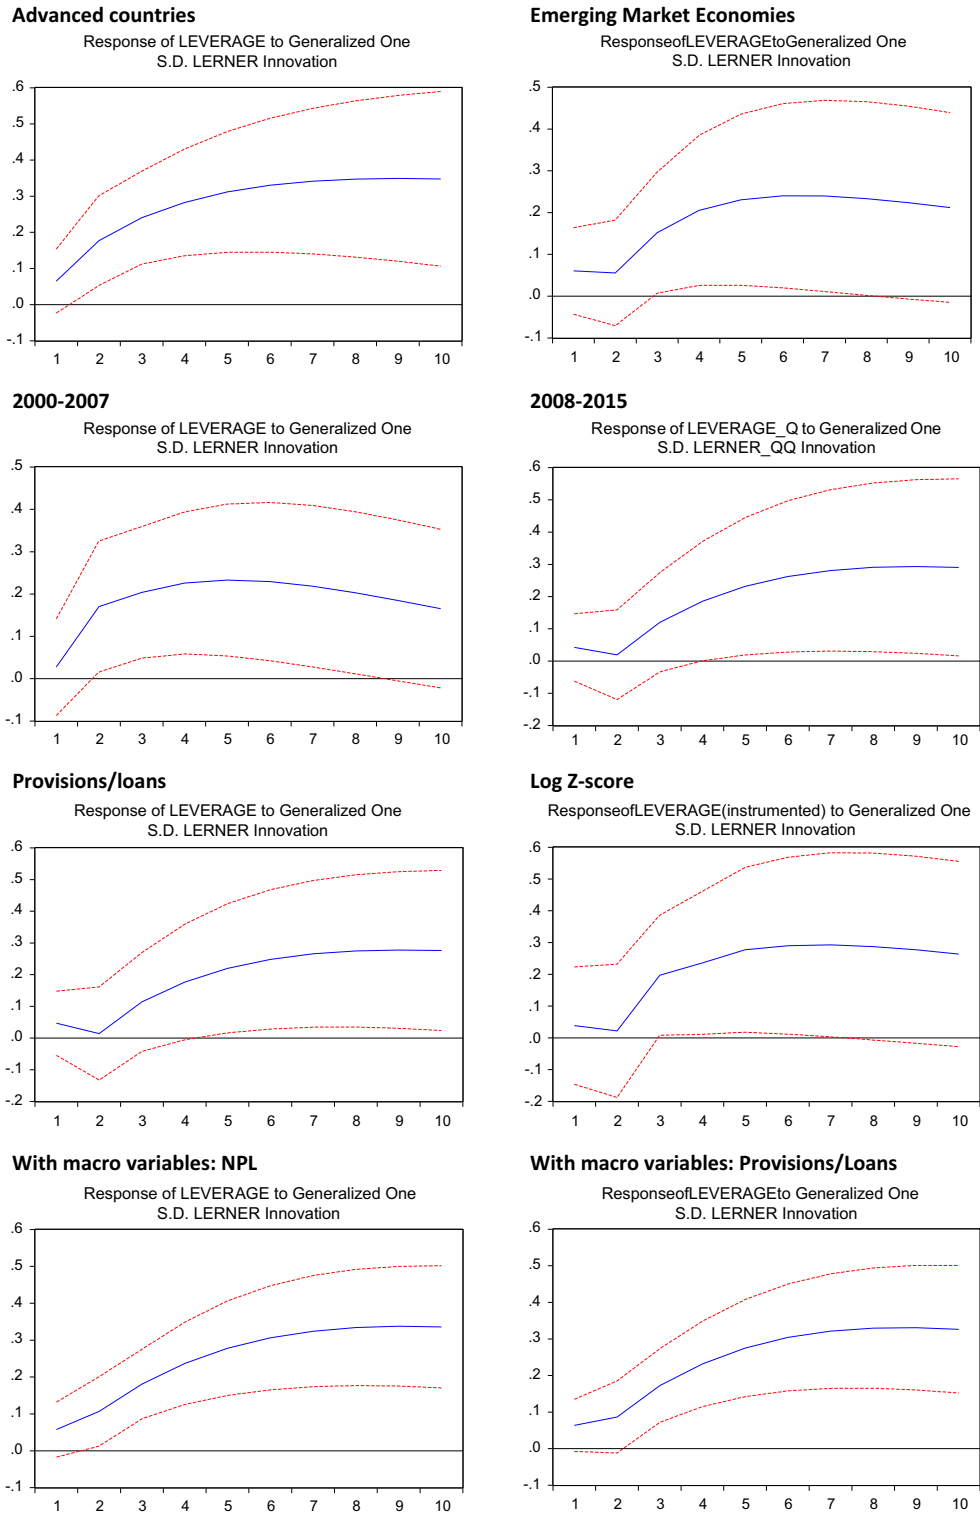 Advanced countries
Response of LEVERAGE to Generalized One
S.D. LERNER Innovation
.6
.5
.4
.3
.2
.1
.0
-.1
1 2 3 4 5 6 7 8 9 10
Emerging Market Economies
ResponseofLEVERAGEtoGeneralized One
S.D. LERNER Innovation
.5
.4
.3
.2
.1
.0
-.1
1 2 3 4 5 6 7 8 9 10
2000-2007
Response of LEVERAGE to Generalized One
S.D. LERNER Innovation
.5
.4
.3
.2
.1
.0
-.1
1 2 3 4 5 6 7 8 9 10
2008-2015
Response of LEVERAGE_Q to Generalized One
S.D. LERNER_QQ Innovation
.6
.5
.4
.3
.2
.1
.0
-.1
-.2
1 2 3 4 5 6 7 8 9 10
Provisions/loans
Response of LEVERAGE to Generalized One
S.D. LERNER Innovation
.6
.5
.4
.3
.2
.1
.0
-.1
-.2
1 2 3 4 5 6 7 8 9 10
Log Z-score
ResponseofLEVERAGE(instrumented) to Generalized One
S.D. LERNER Innovation
.6
.5
.4
.3
.2
.1
.0
-.1
-.2
1 2 3 4 5 6 7 8 9 10
With macro variables: NPL
Response of LEVERAGE to Generalized One
S.D. LERNER Innovation
.6
.5
.4
.3
.2
.1
.0
-.1
1 2 3 4 5 6 7 8 9 10
With macro variables: Provisions/Loans
ResponseofLEVERAGEto Generalized One
S.D. LERNER Innovation
.6
.5
.4
.3
.2
.1
.0
-.1
1 2 3 4 5 6 7 8 9 10